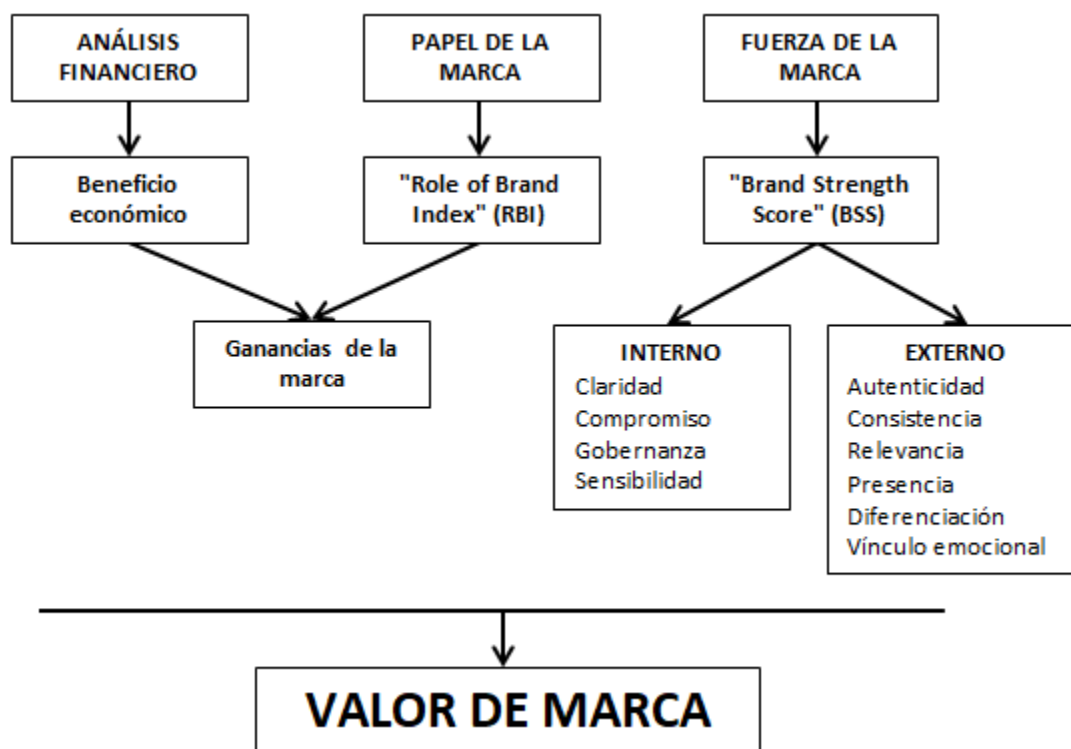 ANÁLISIS
FINANCIERO
PAPEL DE LA
MARCA
FUERZA DE LA
MARCA
Beneficio
económico
"Role of Brand
Index" (RBI)
"Brand Strength
Score" (BSS)
Ganancias de la
marca
INTERNO
Claridad
Compromiso
Gobernanza
Sensibilidad
EXTERNO
Autenticidad
Consistencia
Relevancia
Presencia
Diferenciación
Vínculo emocional
VALOR DE MARCA